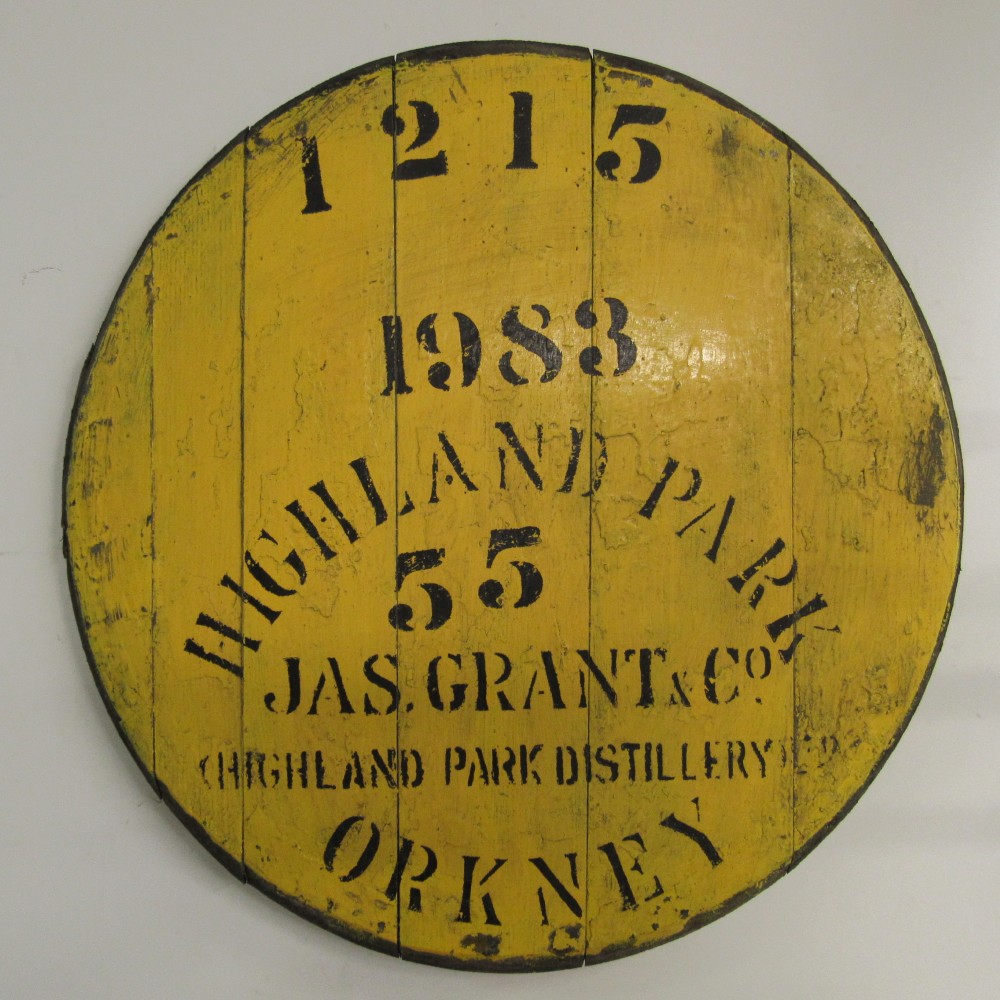 1215
1983
HIGHLAND PARK
55
JAS. GRANT & Cº
(HIGHLAND PARK DISTILLERY)
ORKNEY